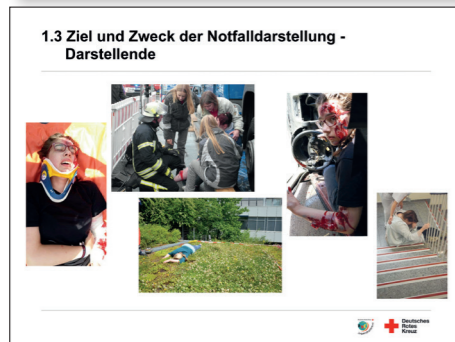 1.3 Ziel und Zweck der Notfalldarstellung -
Darstellende
Deutsches
Rotes
Kreuz